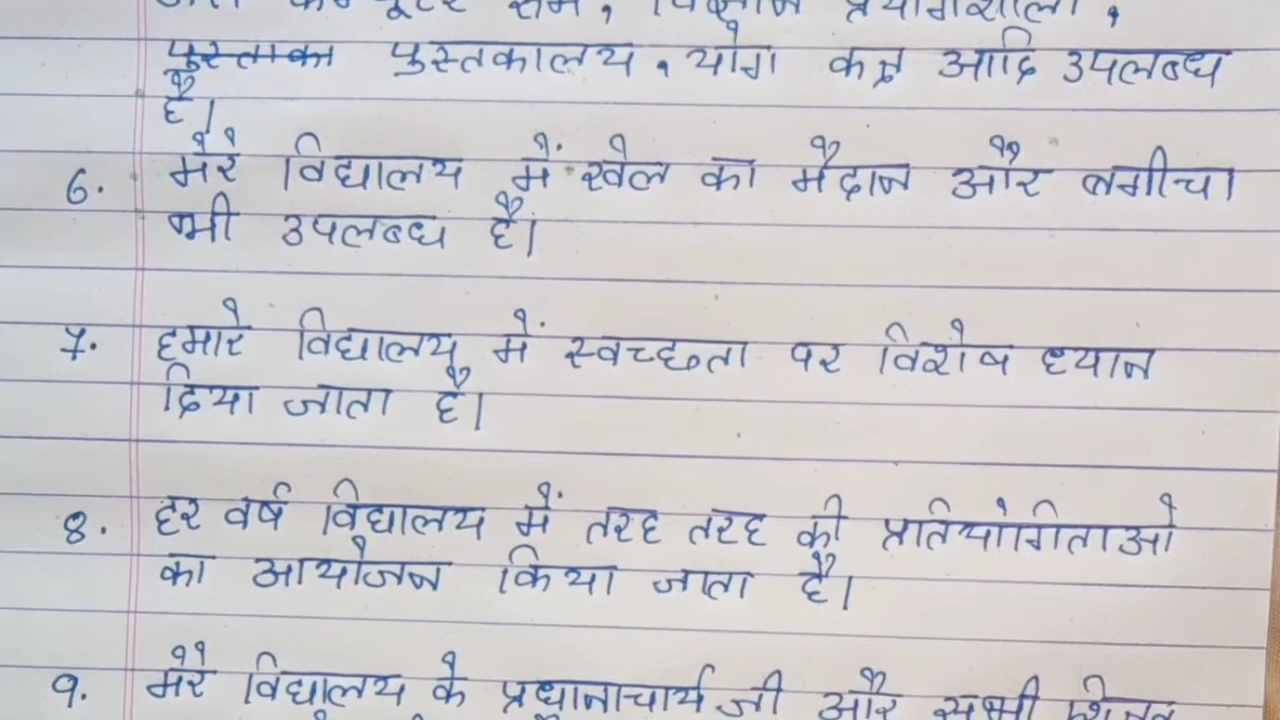 पुस्ताका पुस्तकालय, योग कक्ष आदि उपलब्ध
है।
6. मेरे विद्यालय में खेल का मैदान और बगीचा
भी उपलब्ध है।
7. हमारे विद्यालय में स्वच्छता पर विशेष ध्यान
दिया जाता है।
8. हर वर्ष विद्यालय में तरह तरह की प्रतियोगिताओ
का आयोजन किया जाता है।
9. मेरे विद्यालय के प्रधानाचार्य जी और सभी